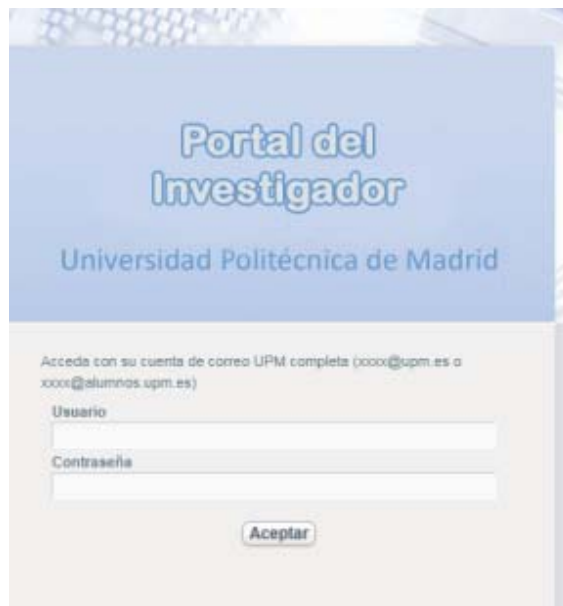 Portal del
Investigador
Universidad Politécnica de Madrid
Acceda con su cuenta de correo UPM completa (xxxx@upm.es o
xxxx@alumnos.upm.es)
Usuario
Contraseña
Aceptar